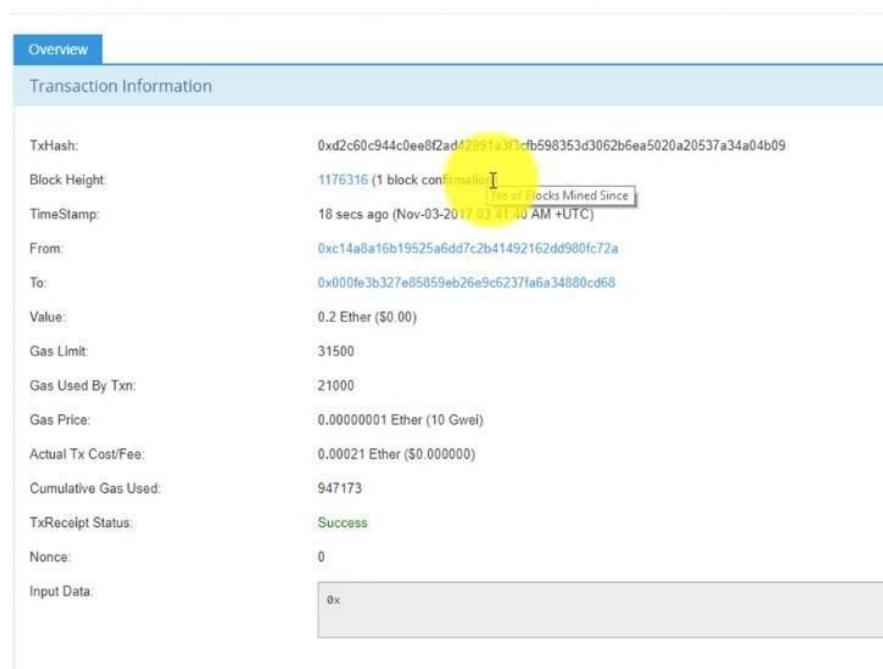 Overview
Transaction Information
TxHash: 0xd2c60c944c0ee8f2ad42991a3f3cfb598353d3062b6ea5020a20537a34a04b09
Block Height: 1176316 (1 block confirmation)
No of Blocks Mined Since
TimeStamp: 18 secs ago (Nov-03-2017 03:41:40 AM +UTC)
From: 0xc14a8a16b19525a6dd7c2b41492162dd980fc72a
To: 0x000fe3b327e85859eb26e9c6237fa6a34880cd68
Value: 0.2 Ether ($0.00)
Gas Limit: 31500
Gas Used By Txn: 21000
Gas Price: 0.00000001 Ether (10 Gwei)
Actual Tx Cost/Fee: 0.00021 Ether ($0.000000)
Cumulative Gas Used: 947173
TxReceipt Status: Success
Nonce: 0
Input Data: 0x